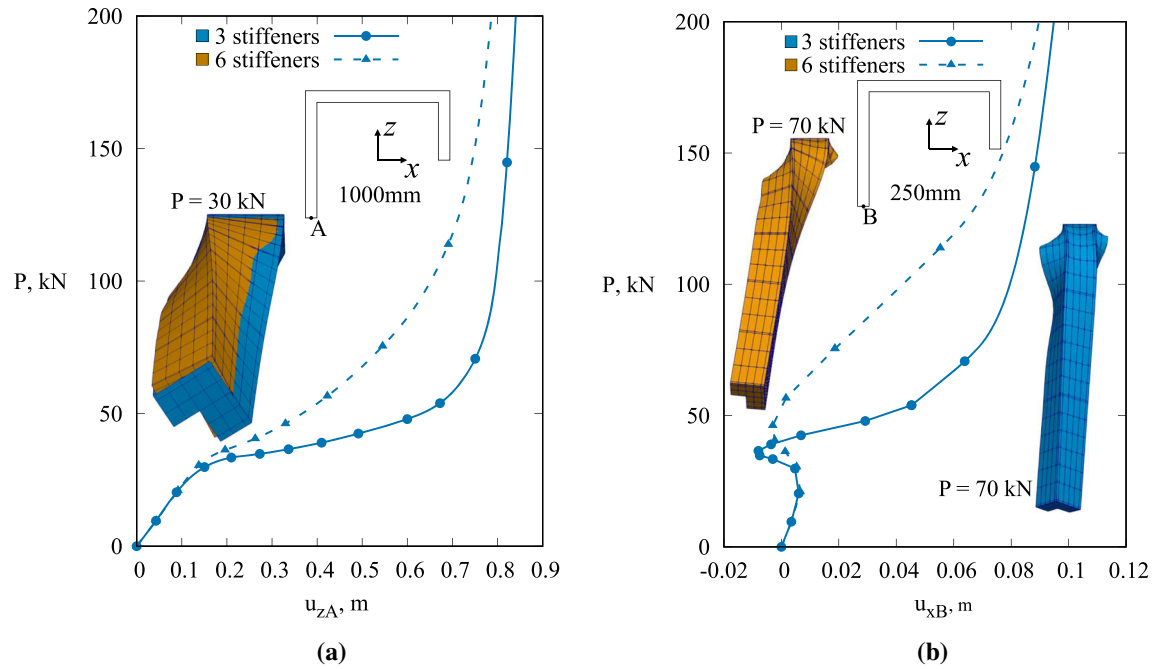 200
150
100
50
0
P, kN
3 stiffeners
6 stiffeners
z
x
1000mm
A
P = 30 kN
0 0.1 0.2 0.3 0.4 0.5 0.6 0.7 0.8 0.9
u_zA, m
(a)
200
150
100
50
0
P, kN
3 stiffeners
6 stiffeners
P = 70 kN
z
x
250mm
B
P = 70 kN
-0.02 0 0.02 0.04 0.06 0.08 0.1 0.12
u_xB, m
(b)